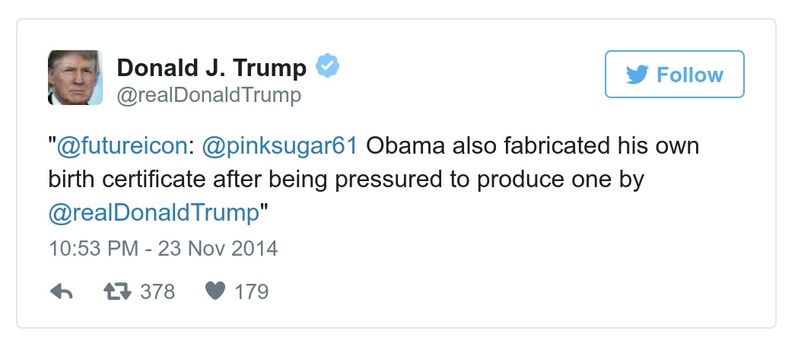 Donald J. Trump
@realDonaldTrump
Follow
"@futureicon: @pinksugar61 Obama also fabricated his own
birth certificate after being pressured to produce one by
@realDonaldTrump"
10:53 PM - 23 Nov 2014
378 179